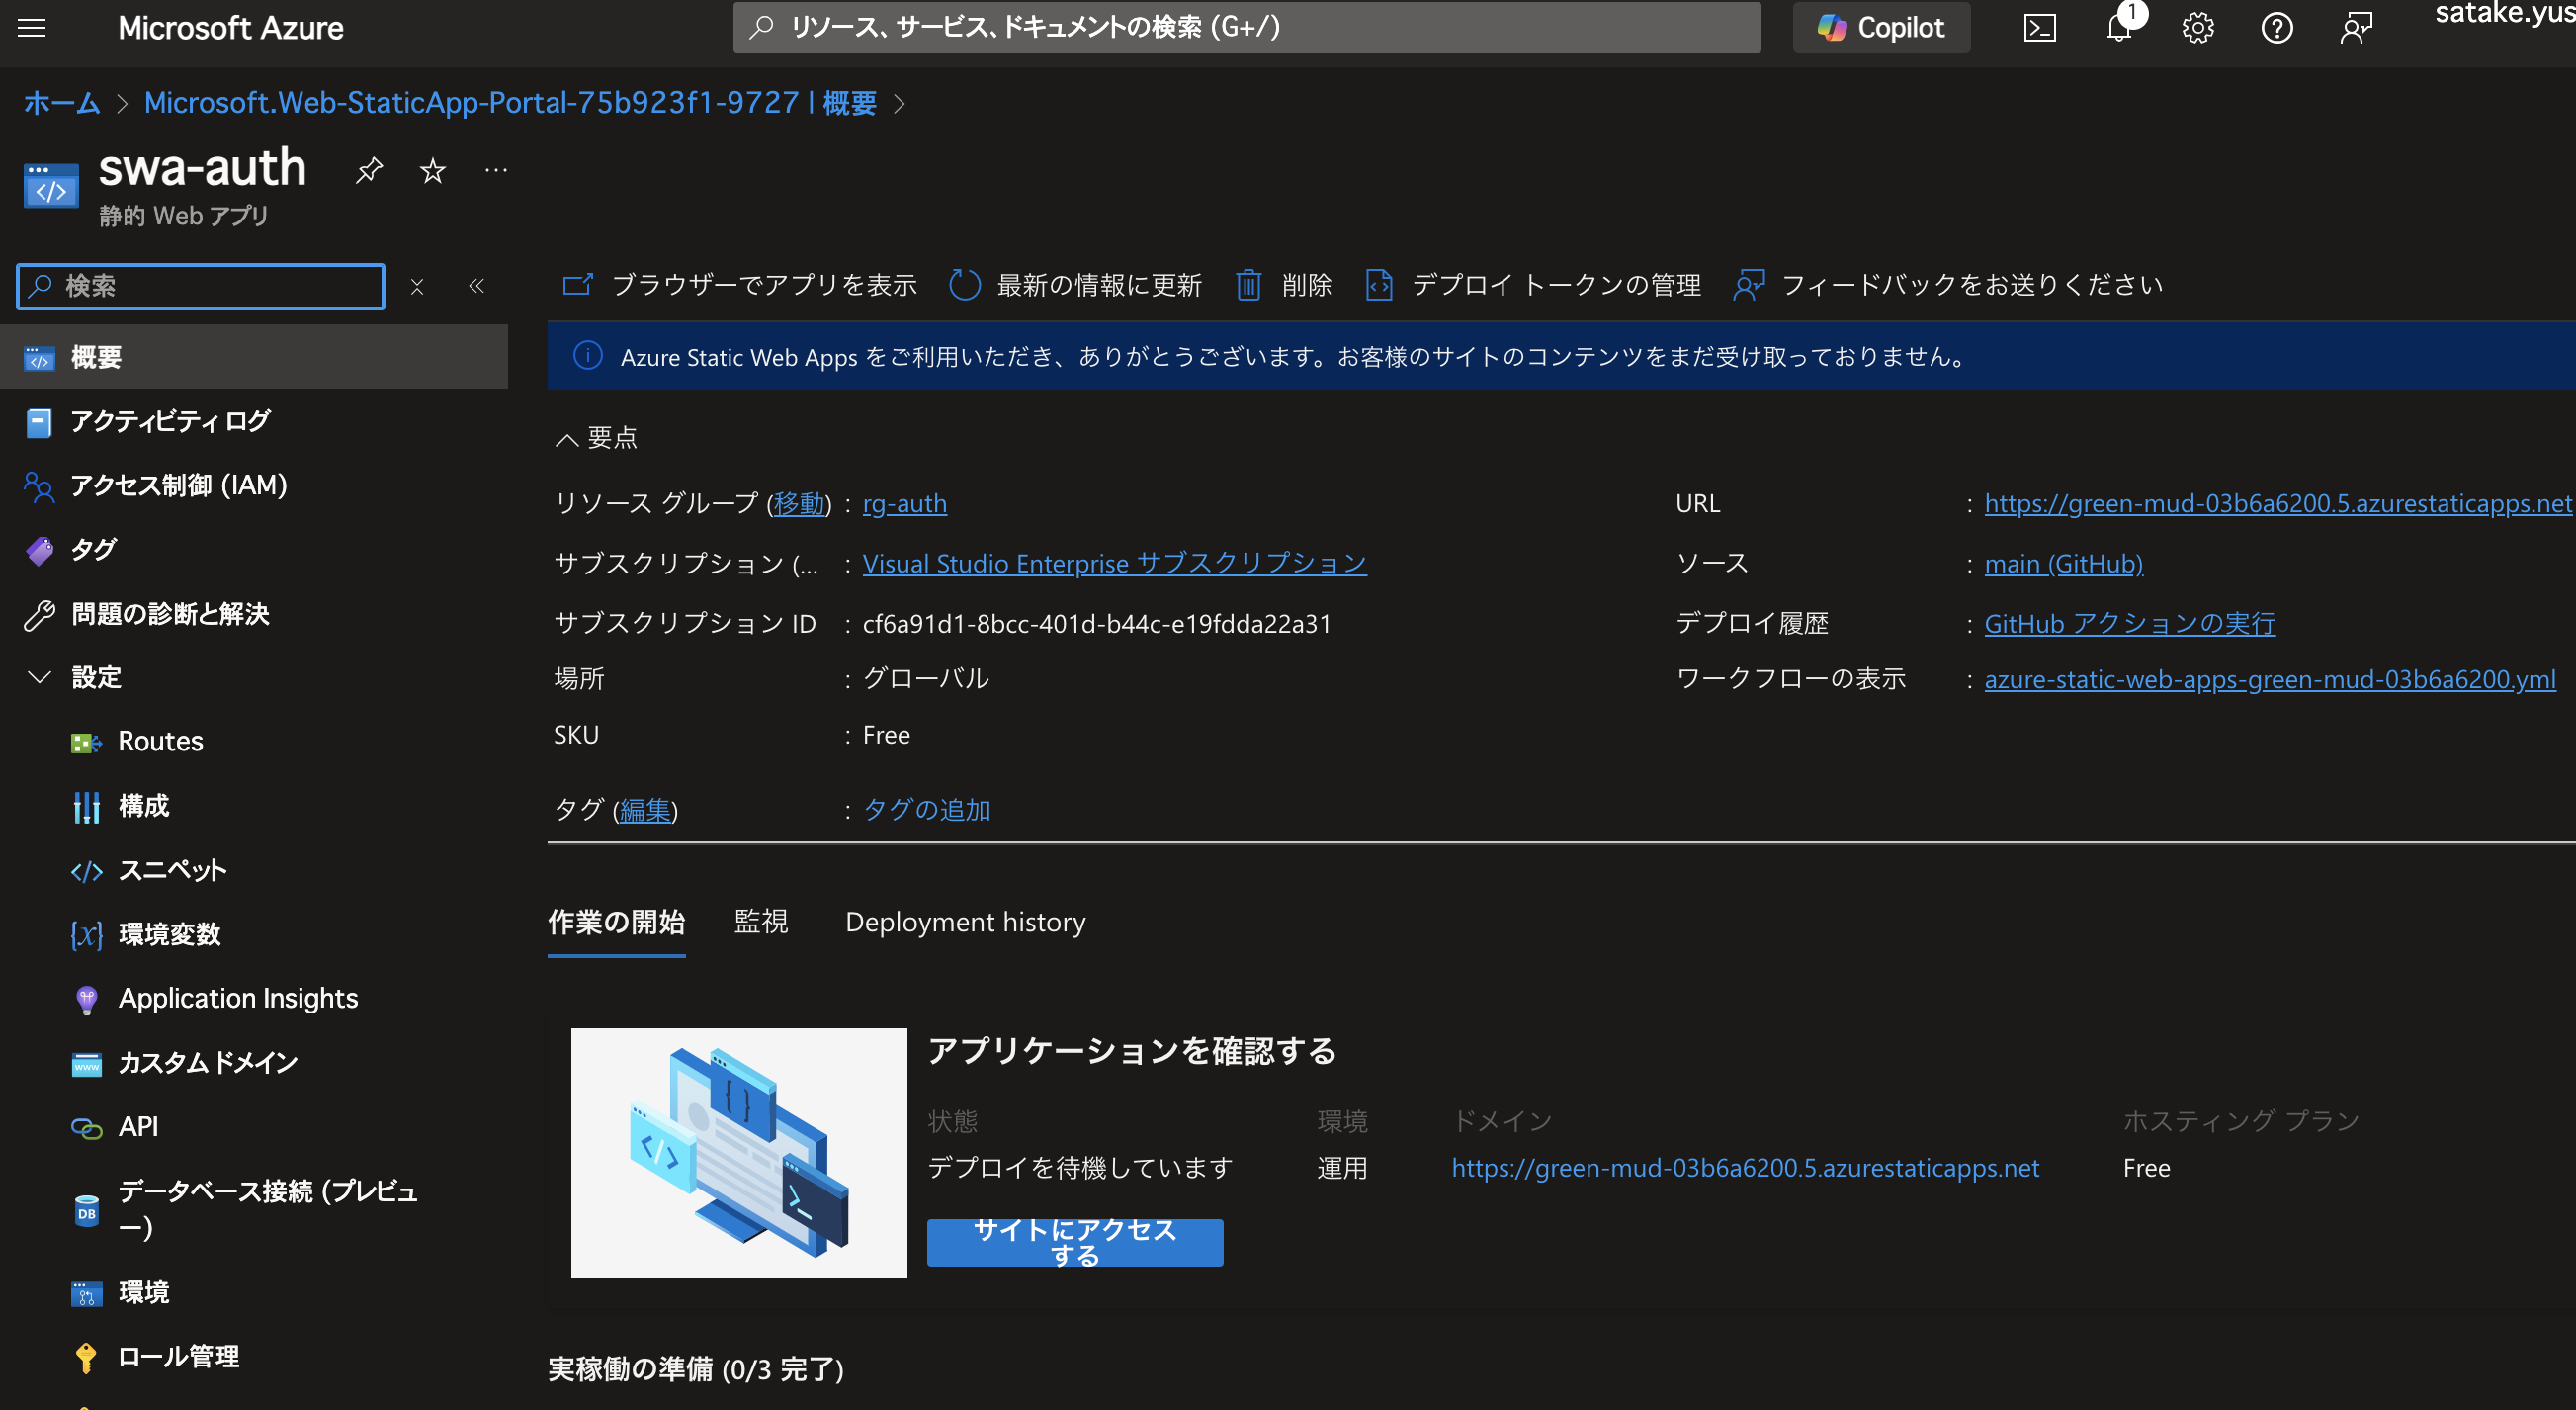 Microsoft Azure
リソース、サービス、ドキュメントの検索 (G+/)
Copilot
1
satake.yus
ホーム > Microsoft.Web-StaticApp-Portal-75b923f1-9727 | 概要 >
swa-auth
静的 Web アプリ
検索
ブラウザーでアプリを表示
最新の情報に更新
削除
デプロイ トークンの管理
フィードバックをお送りください
概要
アクティビティ ログ
アクセス制御 (IAM)
タグ
問題の診断と解決
設定
Routes
構成
スニペット
環境変数
Application Insights
カスタム ドメイン
API
データベース接続 (プレビュ
ー)
環境
ロール管理
Azure Static Web Apps をご利用いただき、ありがとうございます。お客様のサイトのコンテンツをまだ受け取っておりません。
要点
リソース グループ (移動) : rg-auth
サブスクリプション (... : Visual Studio Enterprise サブスクリプション
サブスクリプション ID : cf6a91d1-8bcc-401d-b44c-e19fdda22a31
場所 : グローバル
SKU : Free
タグ (編集) : タグの追加
URL : https://green-mud-03b6a6200.5.azurestaticapps.net
ソース : main (GitHub)
デプロイ履歴 : GitHub アクションの実行
ワークフローの表示 : azure-static-web-apps-green-mud-03b6a6200.yml
作業の開始
監視
Deployment history
アプリケーションを確認する
状態
デプロイを待機しています
環境
運用
ドメイン
https://green-mud-03b6a6200.5.azurestaticapps.net
ホスティング プラン
Free
サイトにアクセス
する
実稼働の準備 (0/3 完了)